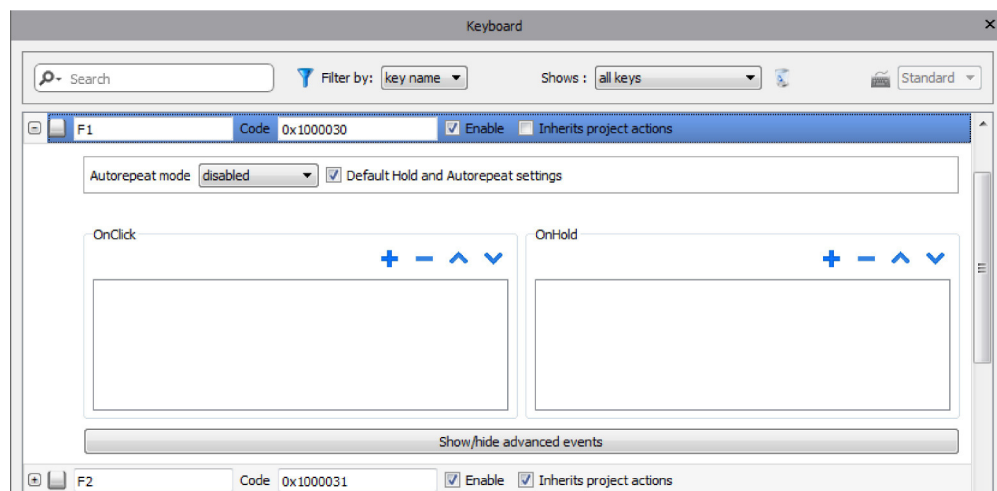 Keyboard
Search Filter by: key name Shows : all keys Standard
F1 Code 0x1000030 Enable Inherits project actions
Autorepeat mode disabled Default Hold and Autorepeat settings
OnClick OnHold
Show/hide advanced events
F2 Code 0x1000031 Enable Inherits project actions